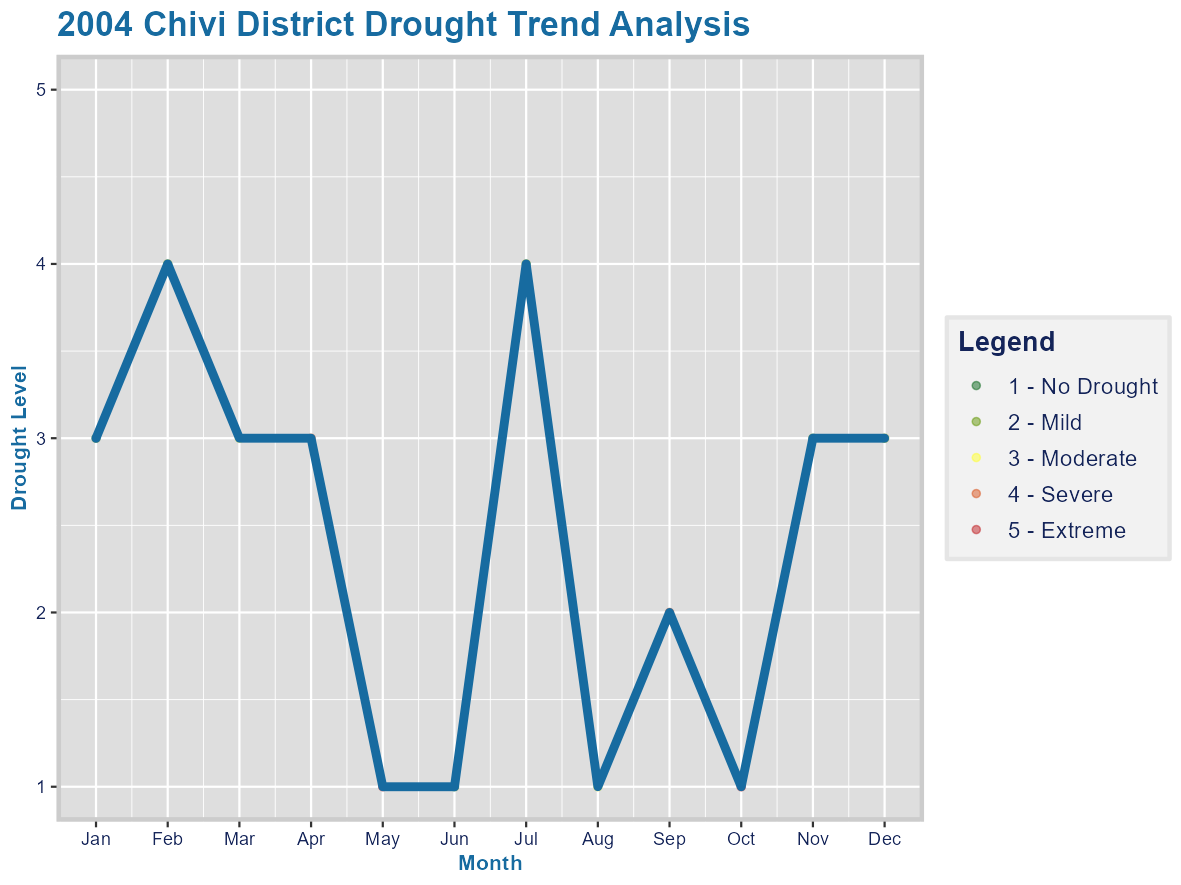 2004 Chivi District Drought Trend Analysis
Drought Level
5
4
3
2
1
Jan Feb Mar Apr May Jun Jul Aug Sep Oct Nov Dec
Month
Legend
1 - No Drought
2 - Mild
3 - Moderate
4 - Severe
5 - Extreme